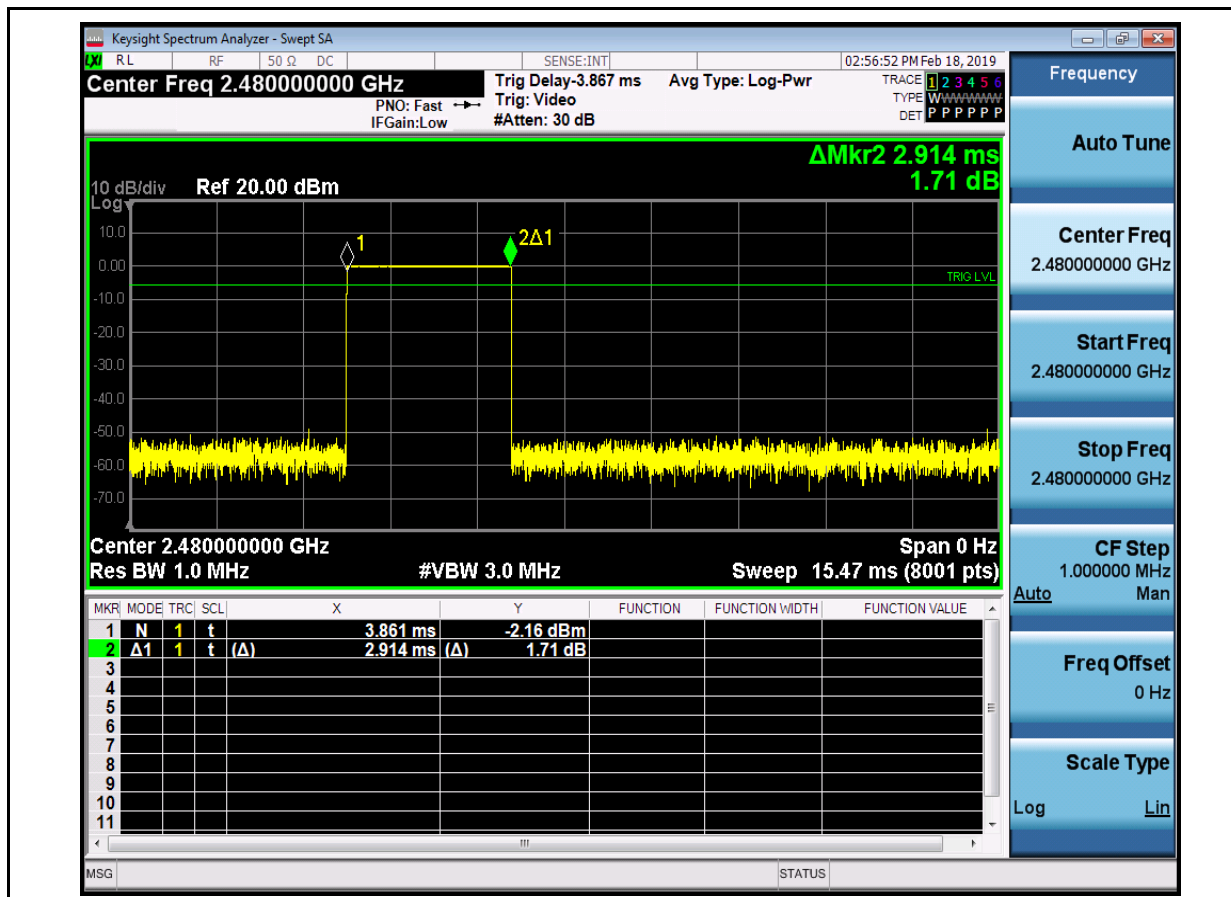 Keysight Spectrum Analyzer - Swept SA
LXI RL RF 50 Ω DC SENSE:INT 02:56:52 PM Feb 18, 2019
Center Freq 2.480000000 GHz
PNO: Fast
IFGain:Low
Trig Delay-3.867 ms
Trig: Video
#Atten: 30 dB
Avg Type: Log-Pwr
TRACE 1 2 3 4 5 6
TYPE WWWWWW
DET P P P P P P
ΔMkr2 2.914 ms
1.71 dB
10 dB/div Ref 20.00 dBm
Log
10.0
0.00
-10.0
-20.0
-30.0
-40.0
-50.0
-60.0
-70.0
1
2Δ1
TRIG LVL
Center 2.480000000 GHz Span 0 Hz
Res BW 1.0 MHz #VBW 3.0 MHz Sweep 15.47 ms (8001 pts)
MKR MODE TRC SCL X Y FUNCTION FUNCTION WIDTH FUNCTION VALUE
1 N 1 t 3.861 ms -2.16 dBm
2 Δ1 1 t (Δ) 2.914 ms (Δ) 1.71 dB
3
4
5
6
7
8
9
10
11
MSG STATUS
Frequency
Auto Tune
Center Freq
2.480000000 GHz
Start Freq
2.480000000 GHz
Stop Freq
2.480000000 GHz
CF Step
1.000000 MHz
Auto Man
Freq Offset
0 Hz
Scale Type
Log Lin